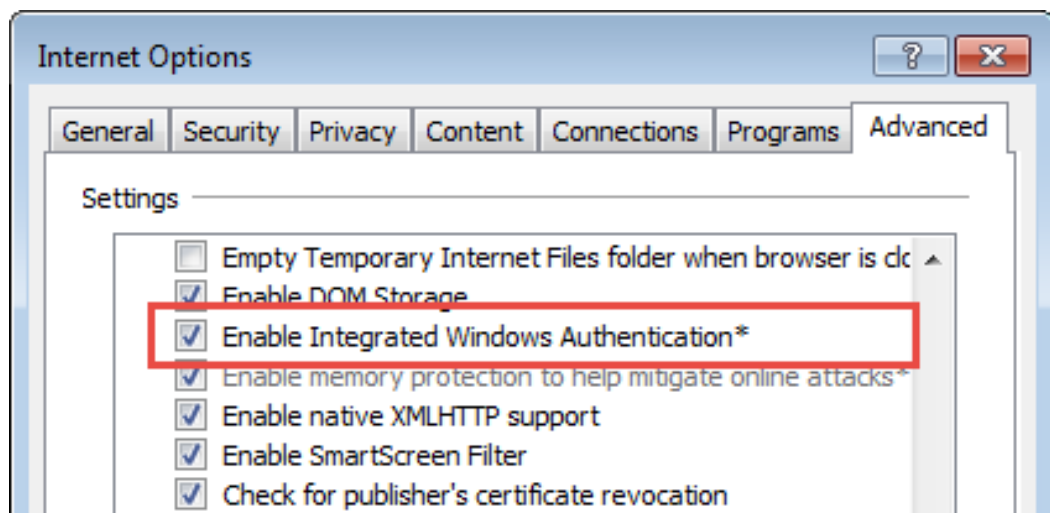 Internet Options
General Security Privacy Content Connections Programs Advanced
Settings
Empty Temporary Internet Files folder when browser is clo
Enable DOM Storage
Enable Integrated Windows Authentication*
Enable memory protection to help mitigate online attacks*
Enable native XMLHTTP support
Enable SmartScreen Filter
Check for publisher's certificate revocation